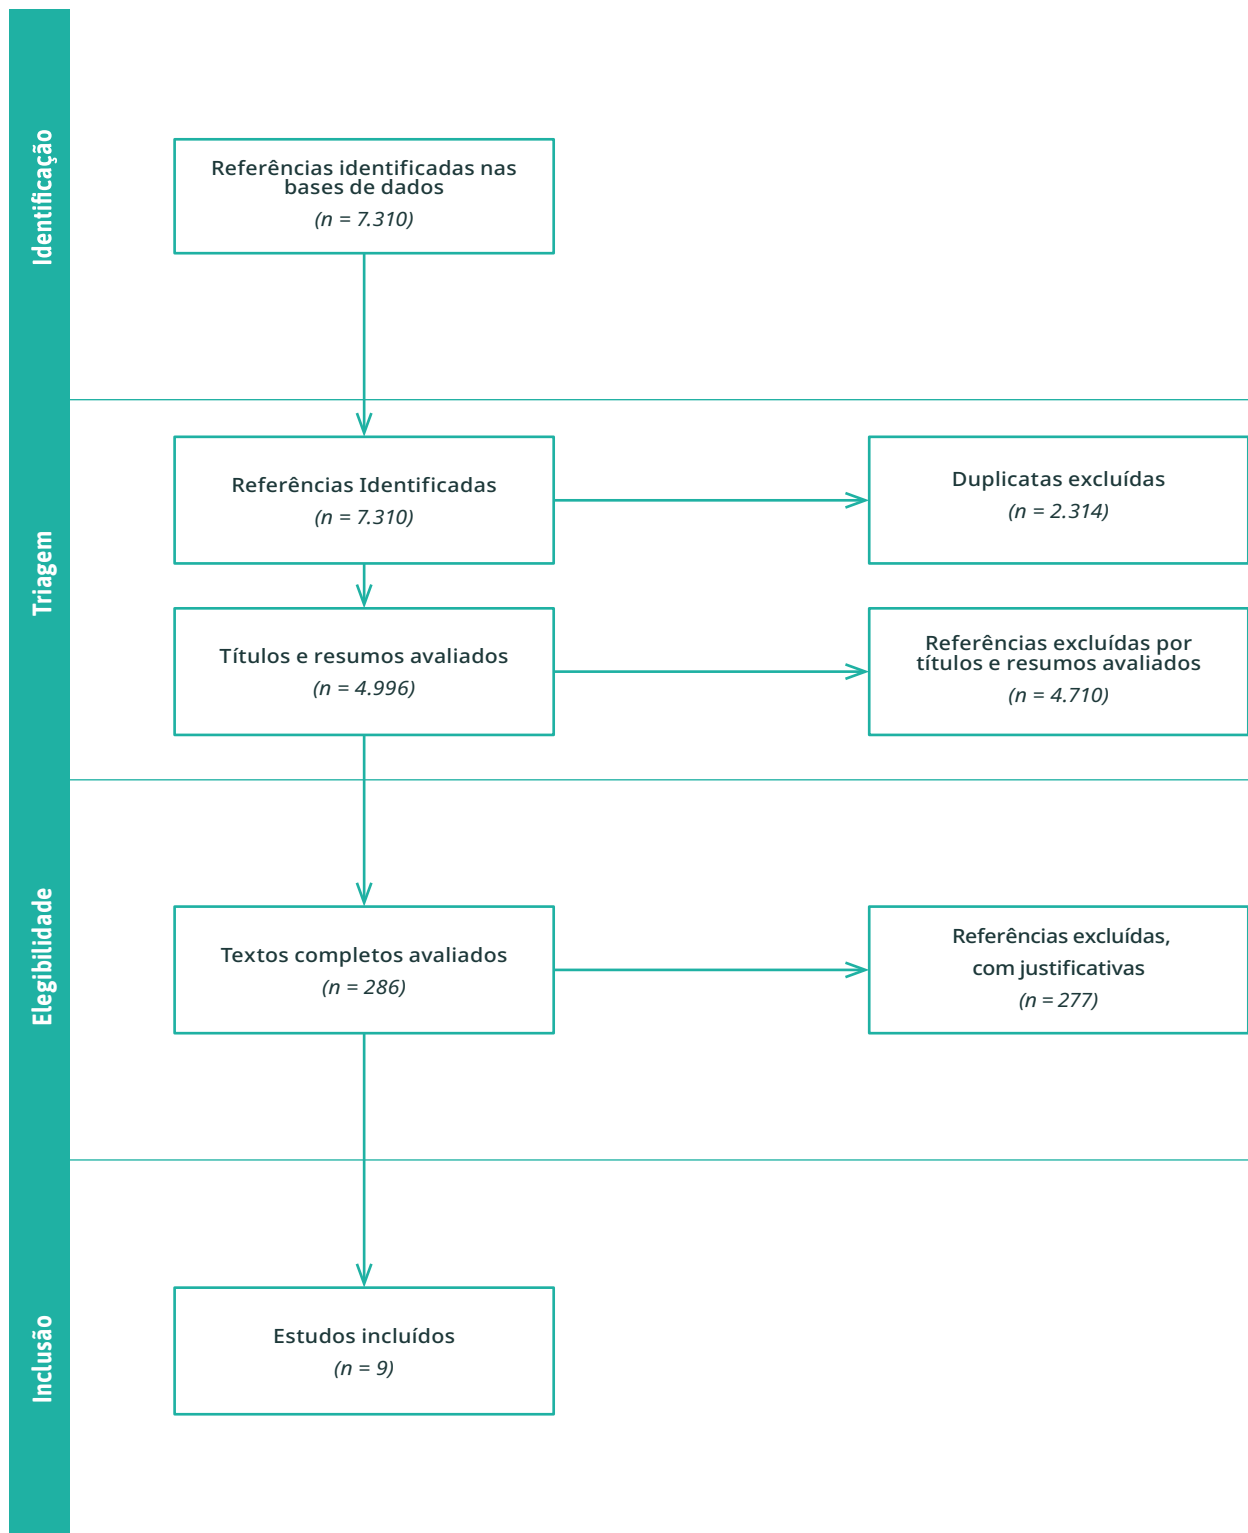 Identificação
Referências identificadas nas
bases de dados
(n = 7.310)
Triagem
Referências Identificadas
(n = 7.310)
Duplicatas excluídas
(n = 2.314)
Títulos e resumos avaliados
(n = 4.996)
Referências excluídas por
títulos e resumos avaliados
(n = 4.710)
Elegibilidade
Textos completos avaliados
(n = 286)
Referências excluídas,
com justificativas
(n = 277)
Inclusão
Estudos incluídos
(n = 9)